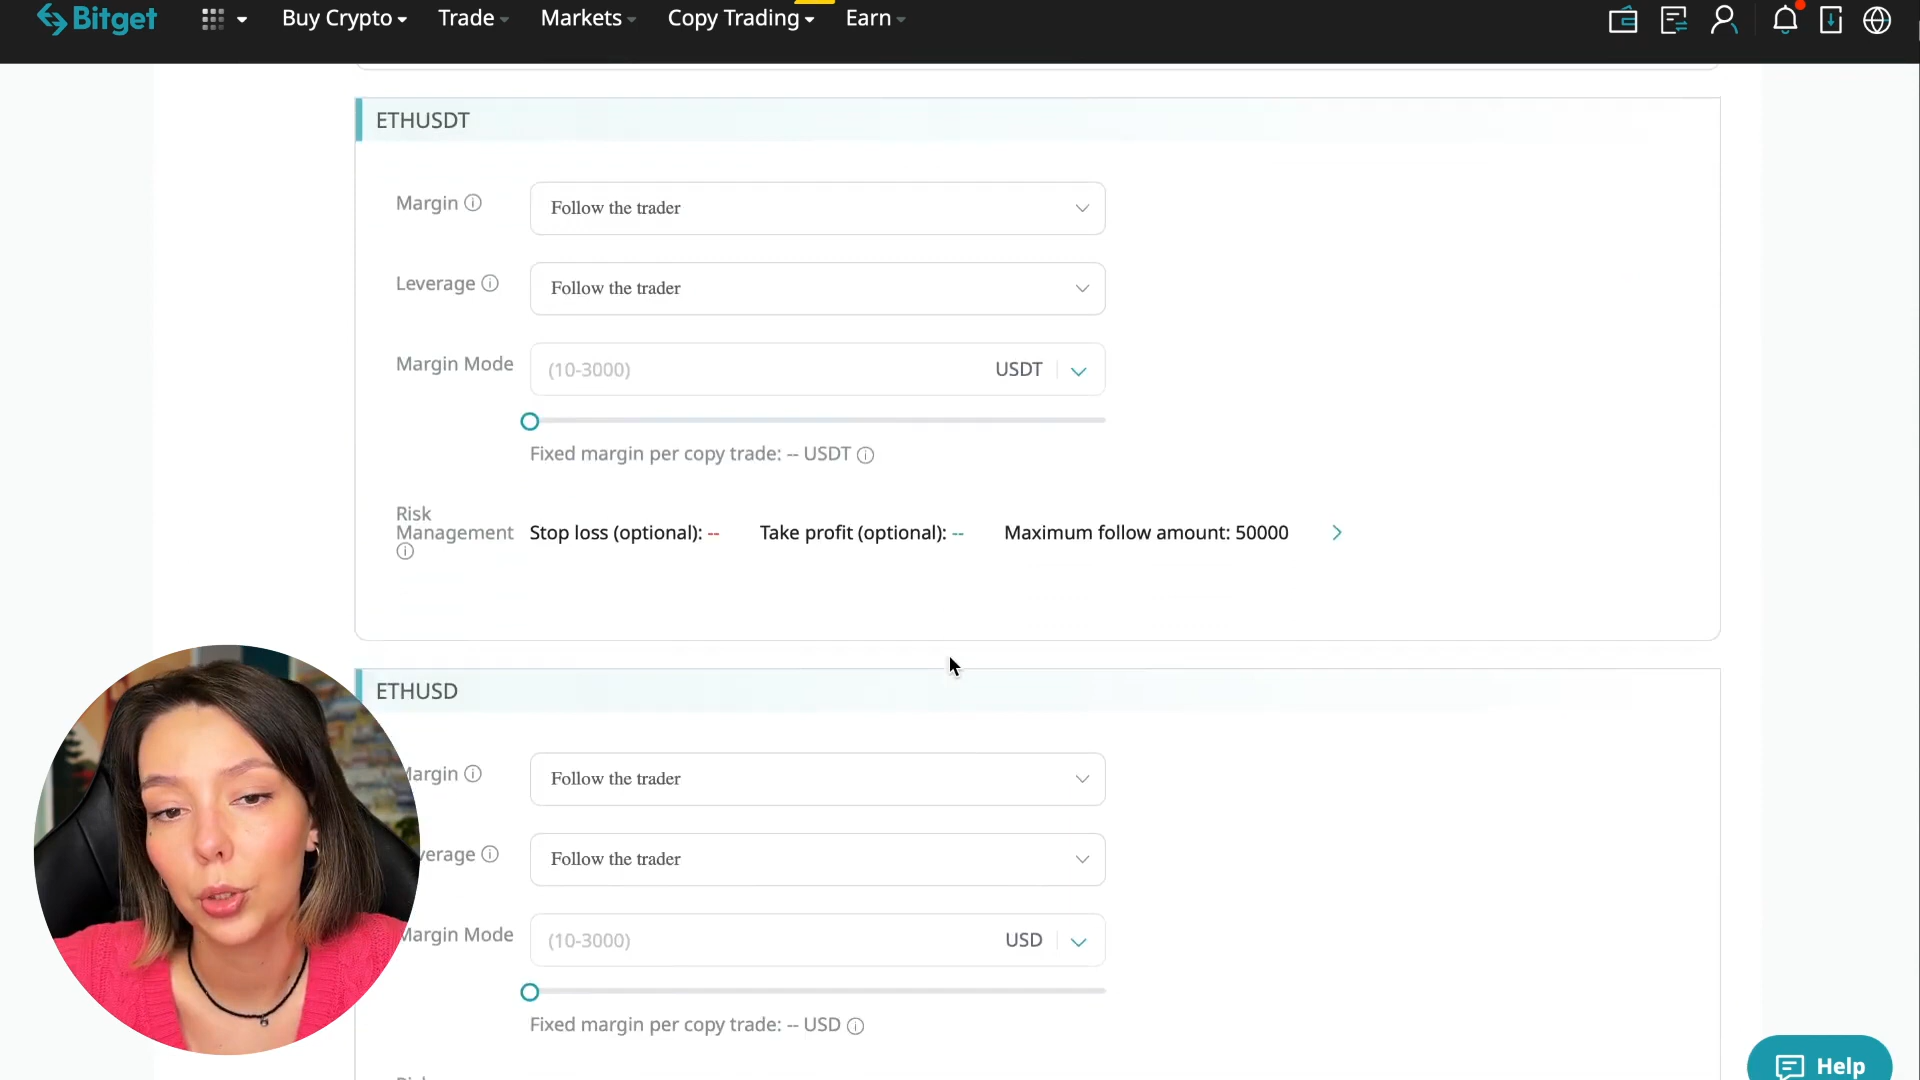 Bitget
Buy Crypto
Trade
Markets
Copy Trading
Earn
ETHUSDT
Margin
Follow the trader
Leverage
Follow the trader
Margin Mode
(10-3000)
USDT
Fixed margin per copy trade: -- USDT
Risk
Management
Stop loss (optional): --
Take profit (optional): --
Maximum follow amount: 50000
ETHUSD
Margin
Follow the trader
verage
Follow the trader
Margin Mode
(10-3000)
USD
Fixed margin per copy trade: -- USD
Help